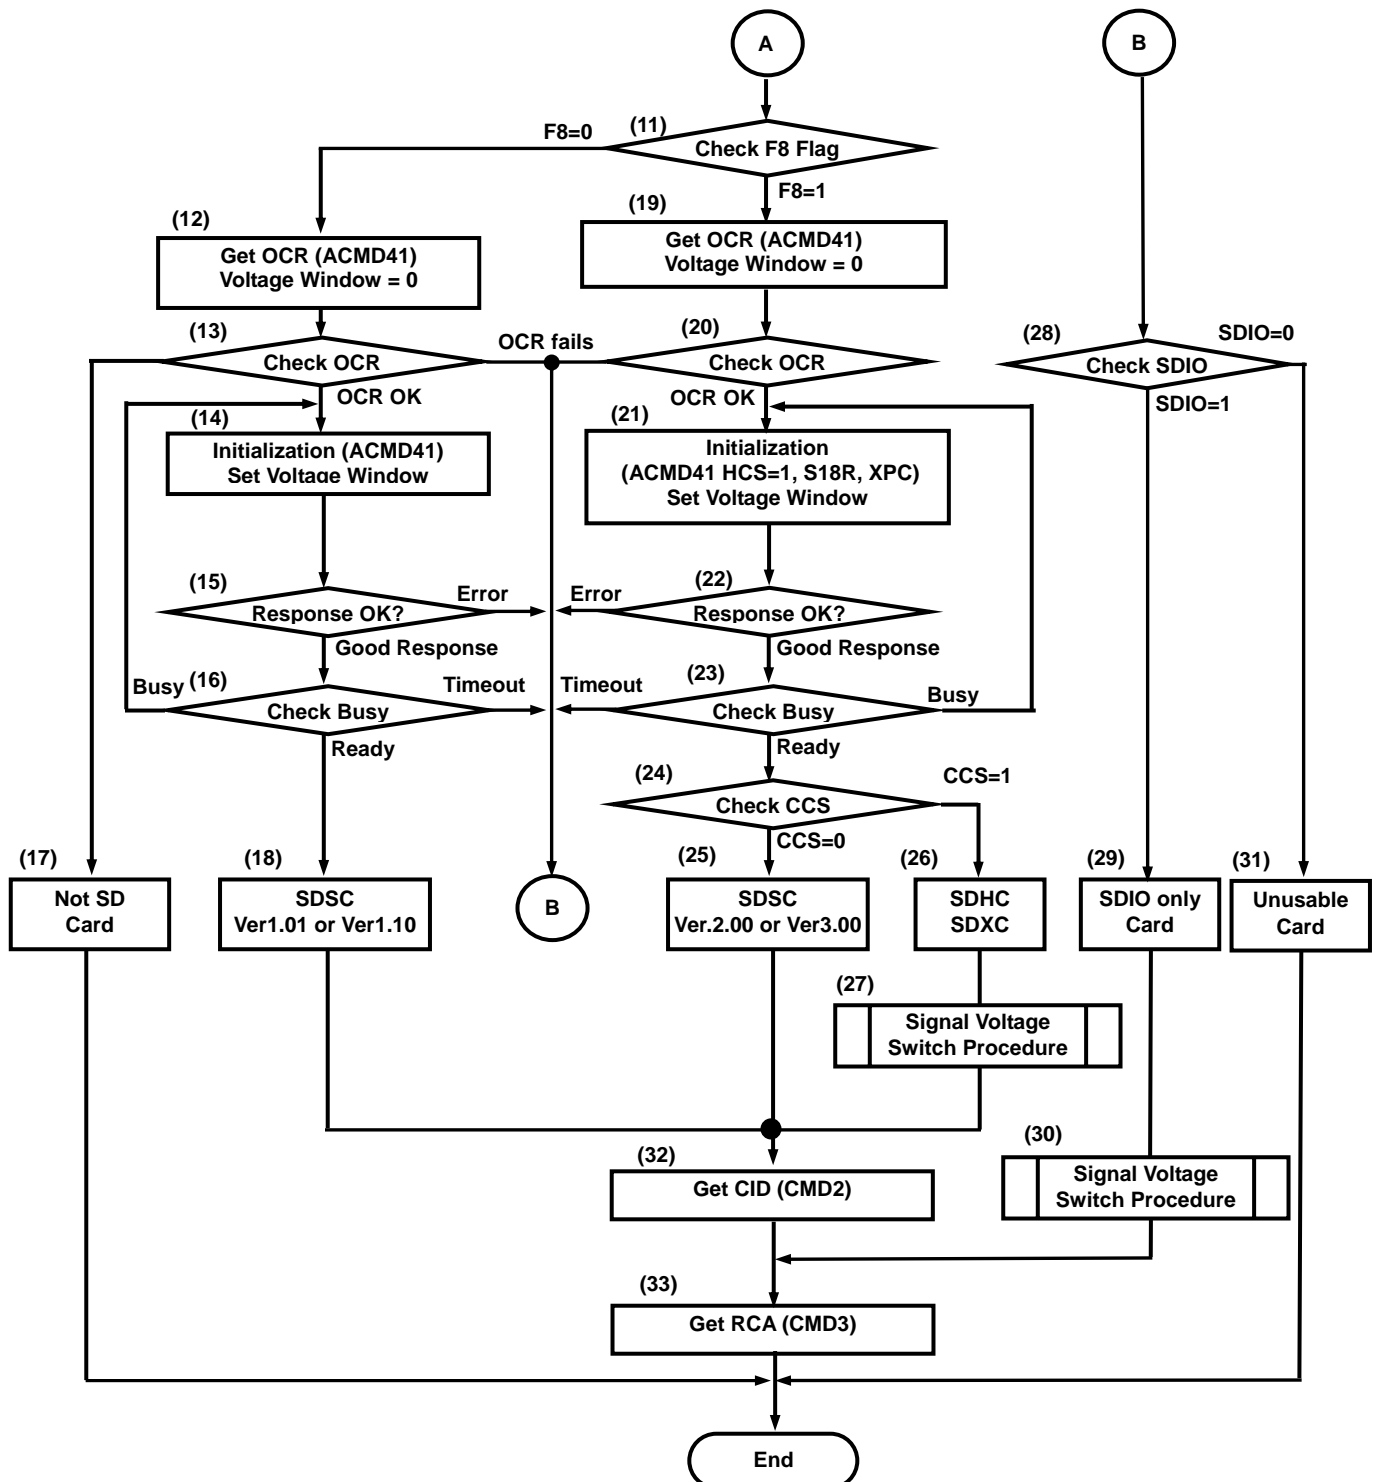 A
B
F8=0
(11)
Check F8 Flag
F8=1
(12)
(19)
Get OCR (ACMD41)
Voltage Window = 0
Get OCR (ACMD41)
Voltage Window = 0
(13)
OCR fails
(20)
(28)
SDIO=0
Check OCR
Check OCR
Check SDIO
OCR OK
OCR OK
SDIO=1
(14)
(21)
Initialization (ACMD41)
Set Voltage Window
Initialization
(ACMD41 HCS=1, S18R, XPC)
Set Voltage Window
(15)
Error
Error
(22)
Response OK?
Response OK?
Good Response
Good Response
Busy
(16)
Timeout
Timeout
(23)
Busy
Check Busy
Check Busy
Ready
Ready
(24)
CCS=1
Check CCS
CCS=0
(17)
(18)
(25)
(26)
(29)
(31)
Not SD
Card
SDSC
Ver1.01 or Ver1.10
B
SDSC
Ver.2.00 or Ver3.00
SDHC
SDXC
SDIO only
Card
Unusable
Card
(27)
Signal Voltage
Switch Procedure
(30)
Signal Voltage
Switch Procedure
(32)
Get CID (CMD2)
(33)
Get RCA (CMD3)
End